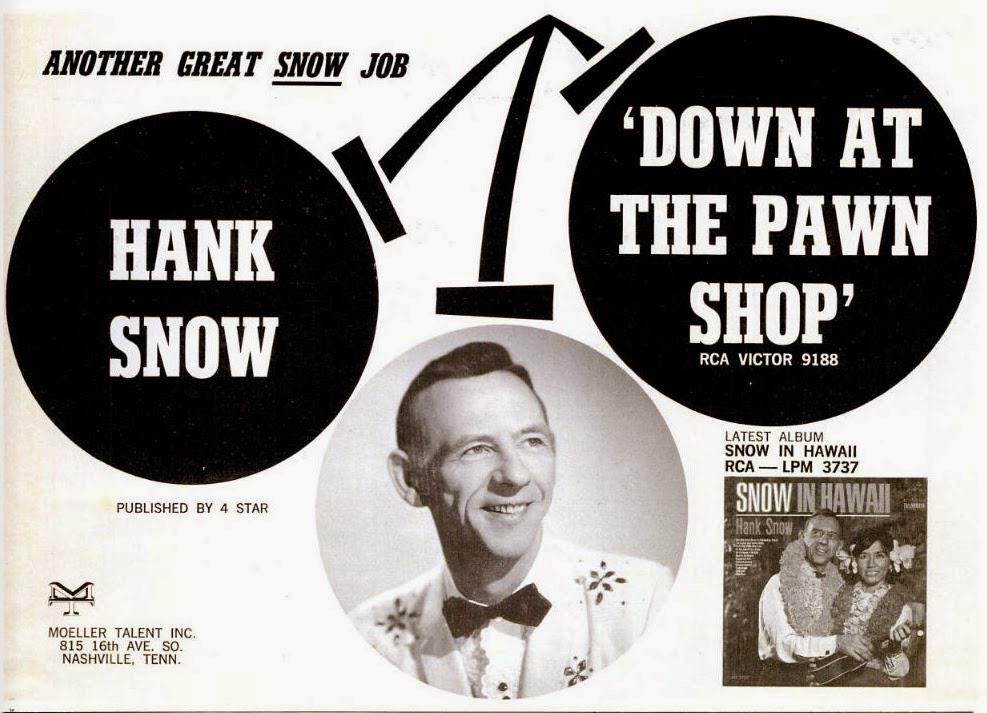 ANOTHER GREAT SNOW JOB
HANK
SNOW
'DOWN AT
THE PAWN
SHOP'
RCA VICTOR 9188
PUBLISHED BY 4 STAR
LATEST ALBUM
SNOW IN HAWAII
RCA — LPM 3737
SNOW IN HAWAII
Hank Snow
MOELLER TALENT INC.
815 16th AVE. SO.
NASHVILLE, TENN.